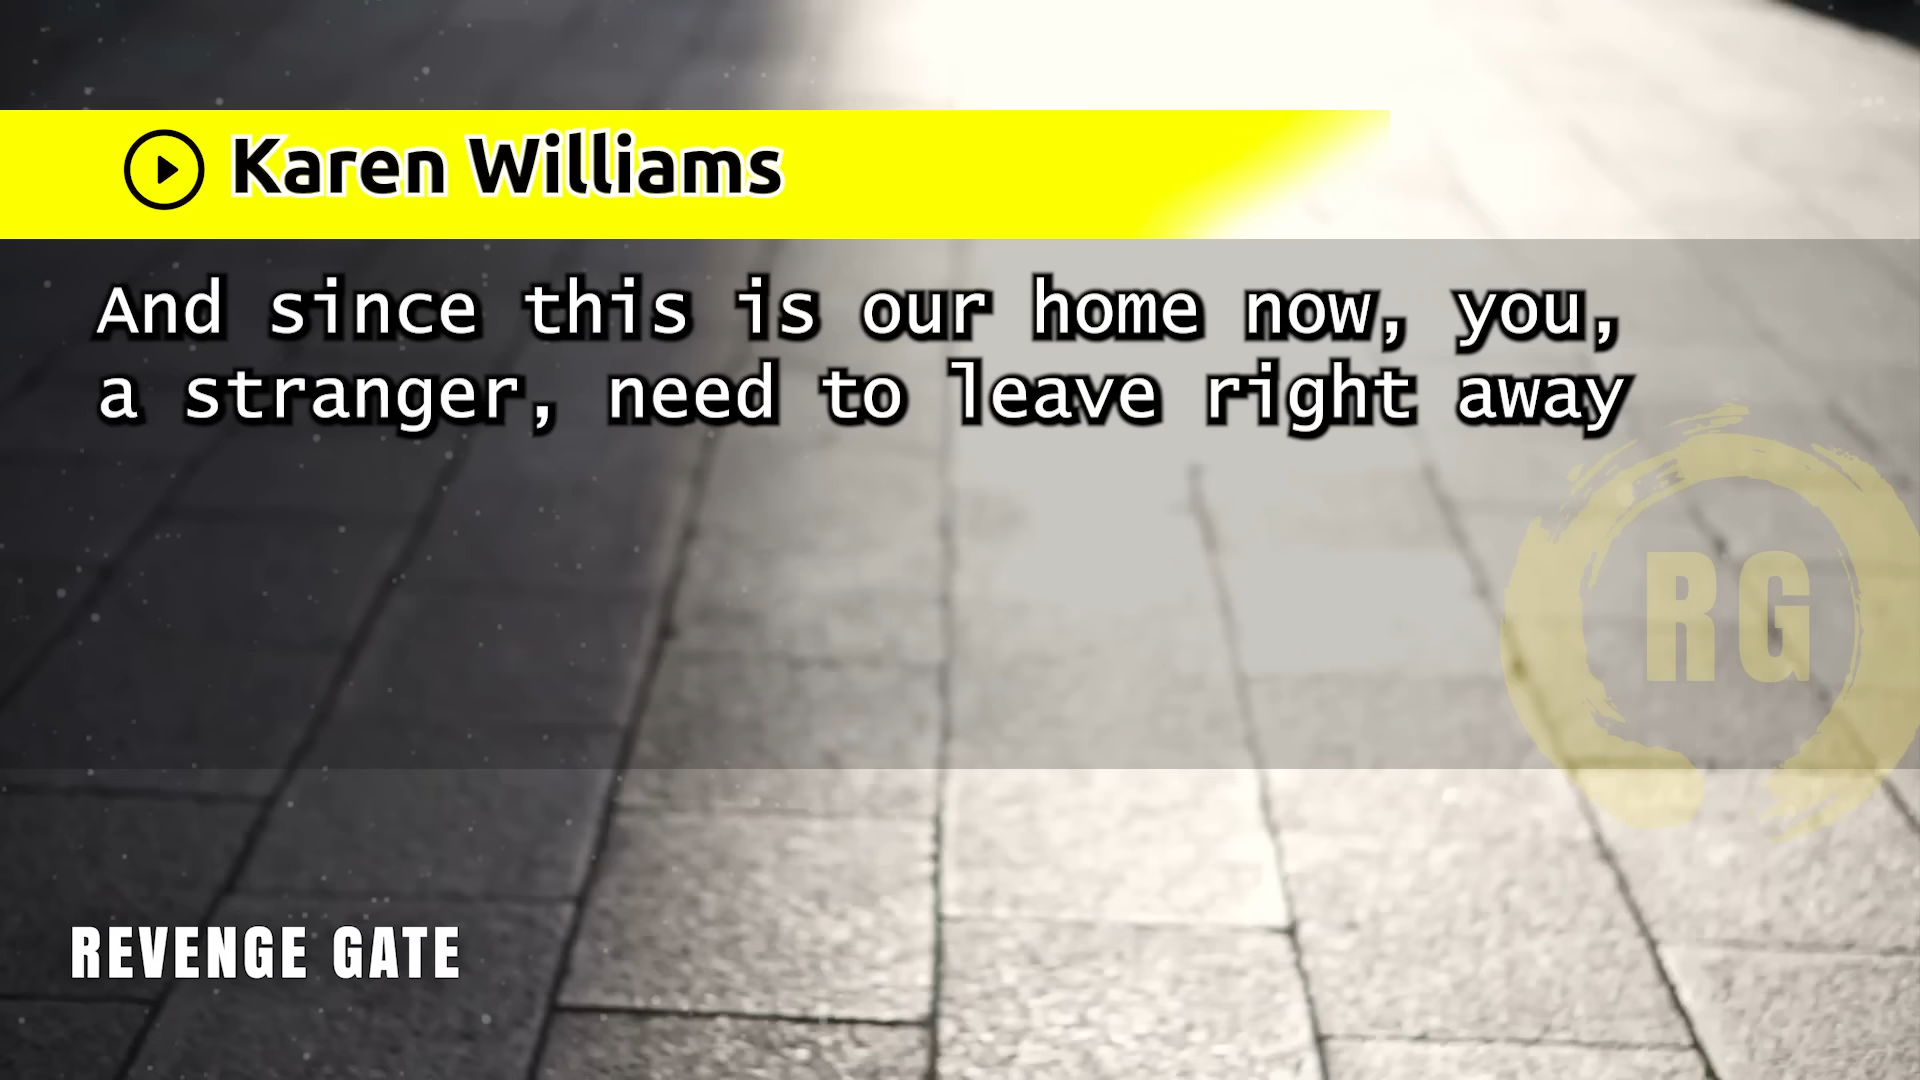 Karen Williams
And since this is our home now, you,
a stranger, need to leave right away
RG
REVENGE GATE